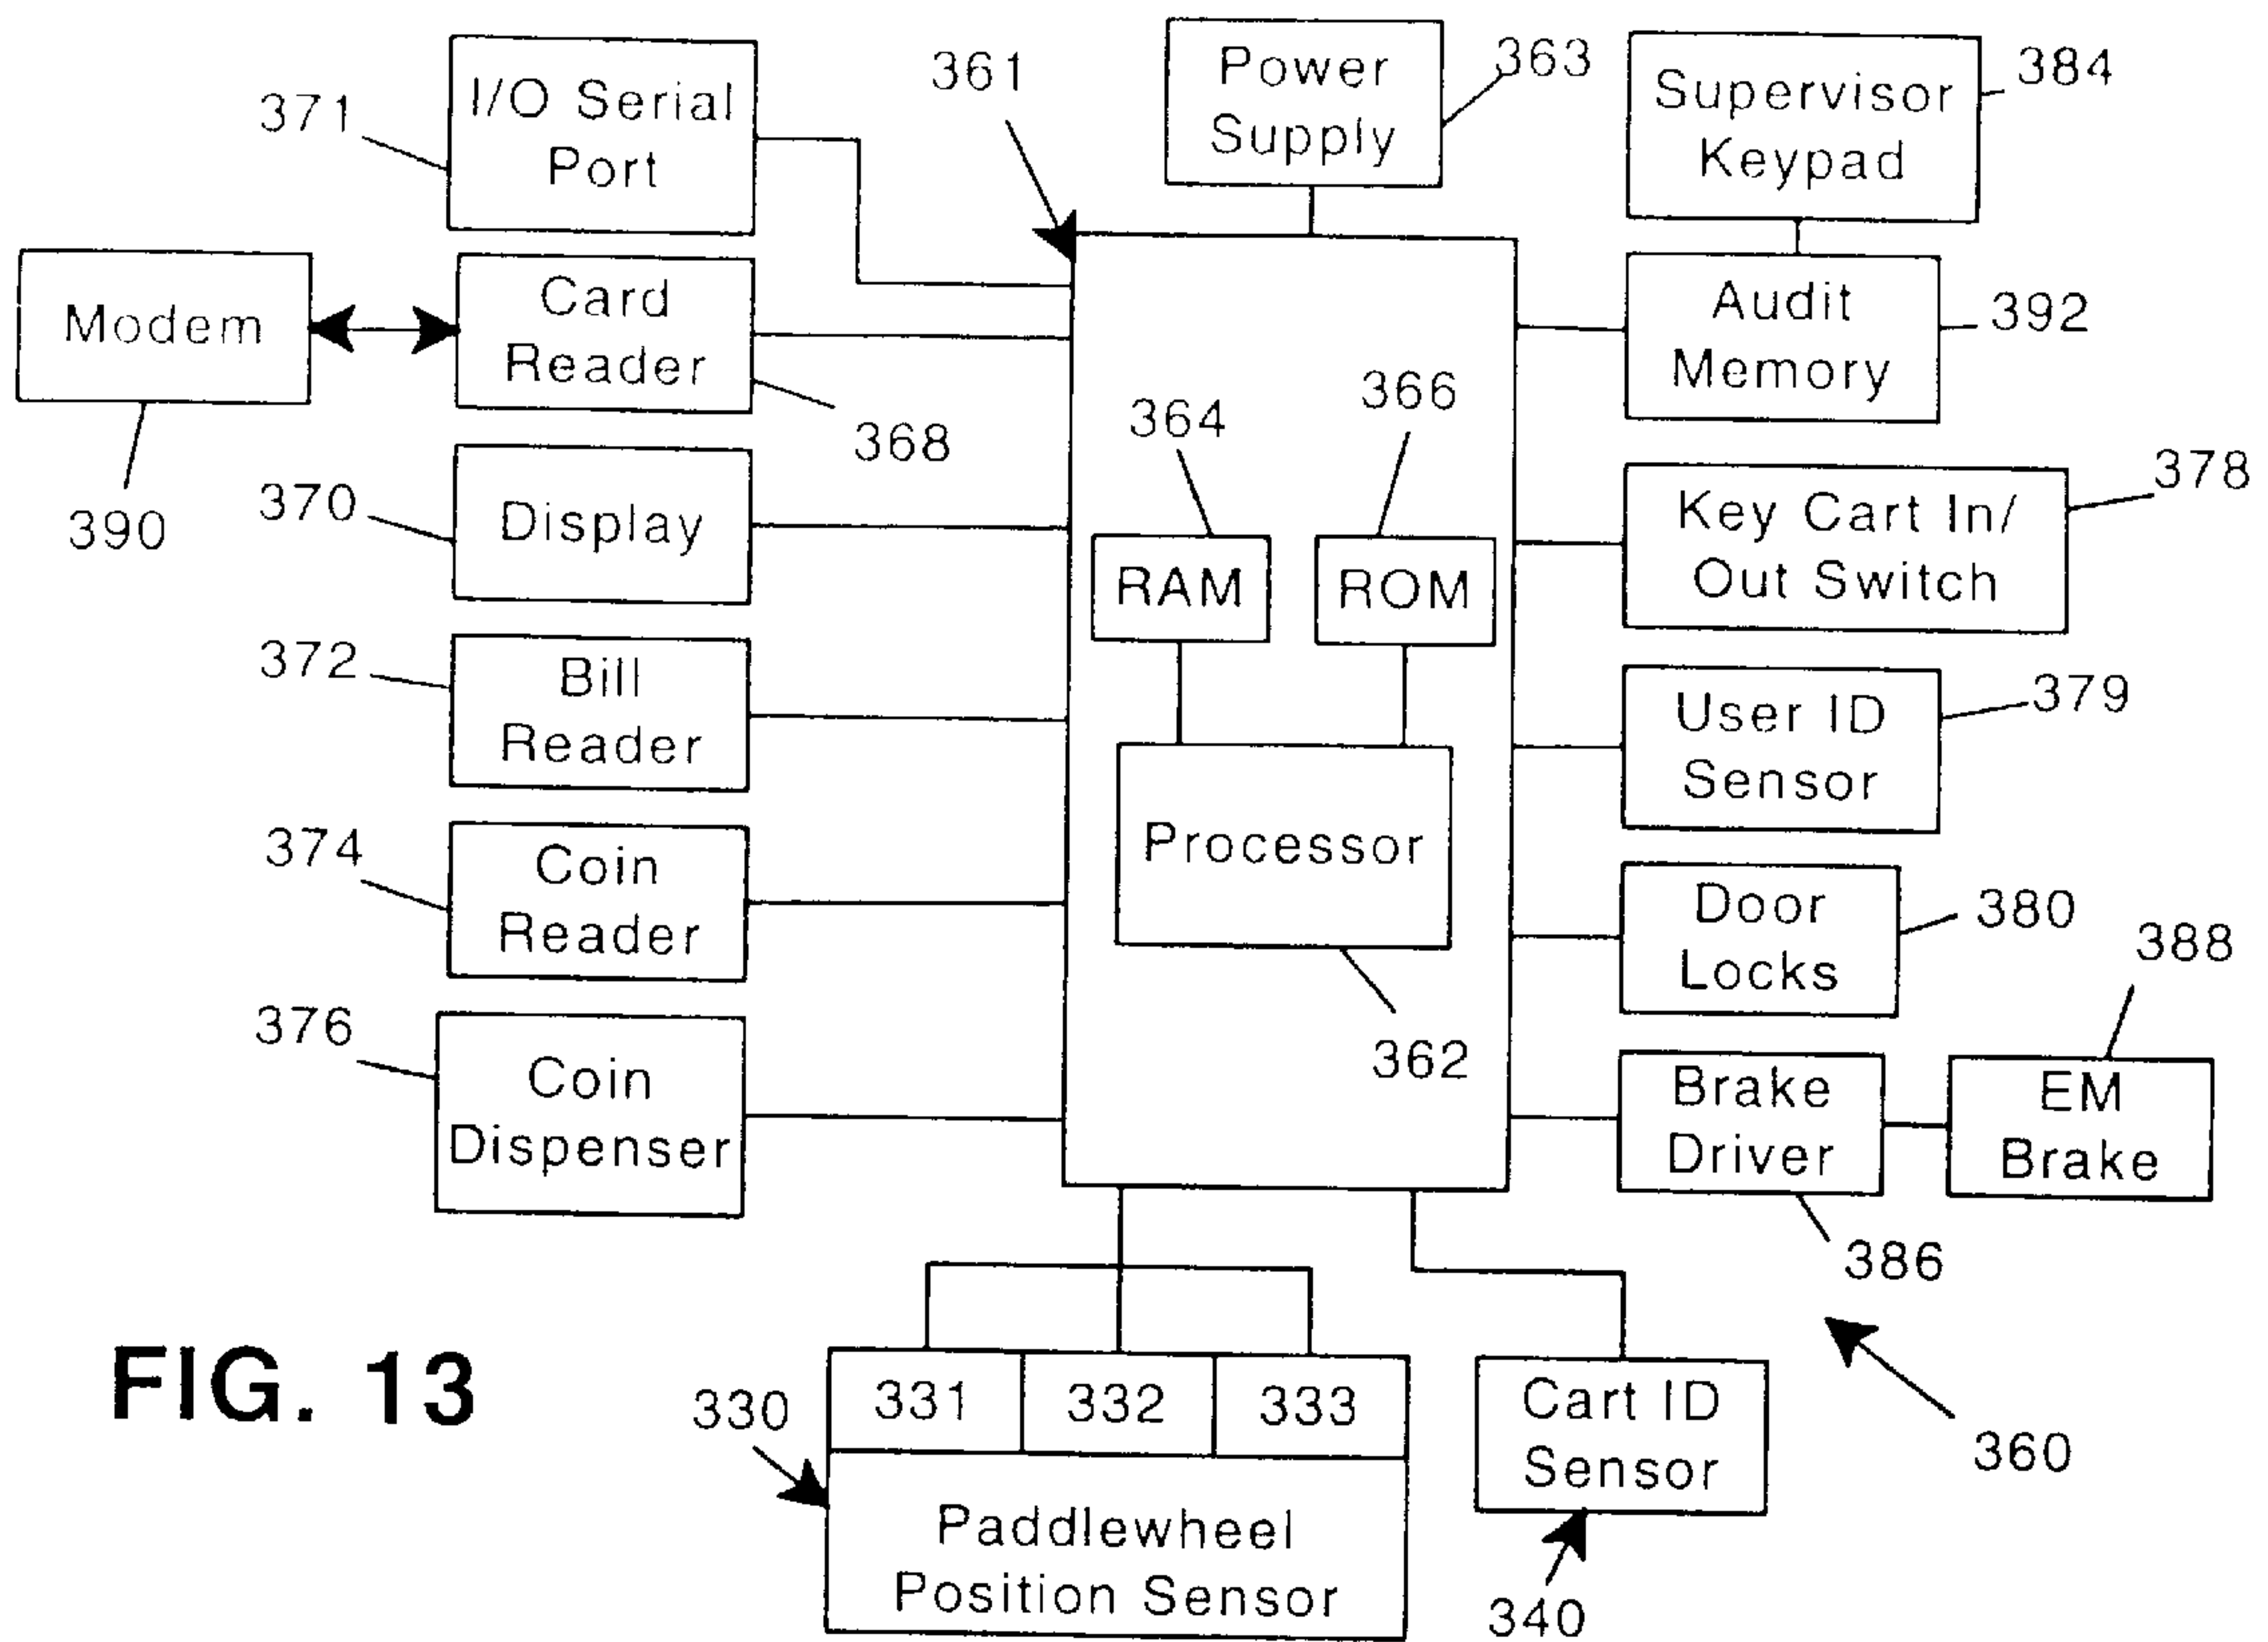 361
Power
Supply
363
Supervisor
Keypad
384
371
I/O Serial
Port
Modem
390
Card
Reader
368
Audit
Memory
392
370
Display
364
366
RAM
ROM
Key Cart In/
Out Switch
378
372
Bill
Reader
User ID
Sensor
379
374
Coin
Reader
Processor
362
Door
Locks
380
376
Coin
Dispenser
Brake
Driver
386
EM
Brake
388
FIG. 13
330
331
332
333
Paddlewheel
Position Sensor
Cart ID
Sensor
340
360